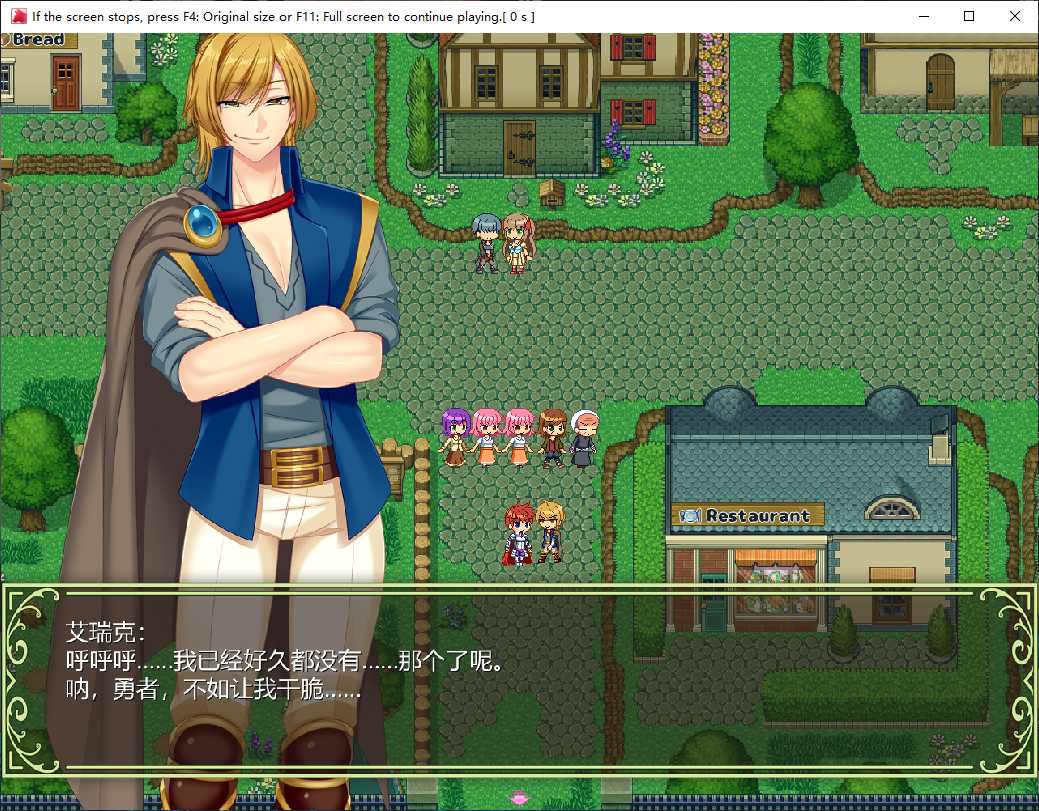 If the screen stops, press F4: Original size or F11: Full screen to continue playing.[ 0 s ]
Bread
Restaurant
艾瑞克：
呼呼呼……我已经好久都没有……那个了呢。
呐，勇者，不如让我干脆……